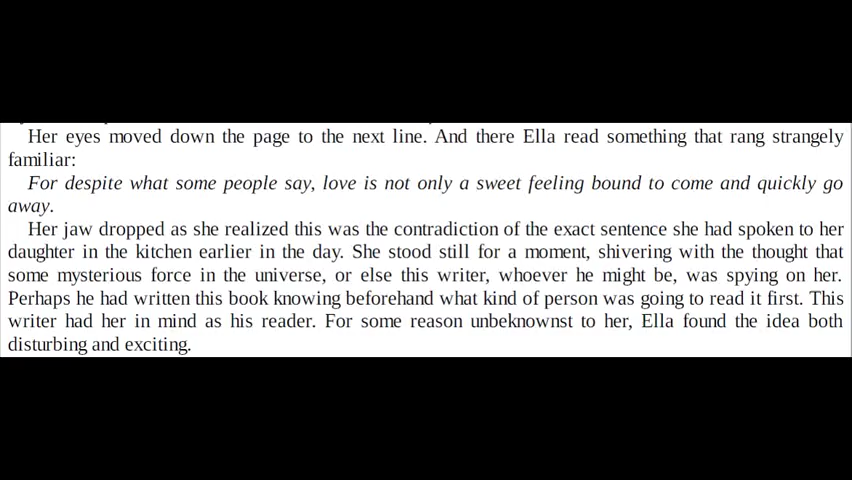 Her eyes moved down the page to the next line. And there Ella read something that rang strangely
familiar:
For despite what some people say, love is not only a sweet feeling bound to come and quickly go
away.
Her jaw dropped as she realized this was the contradiction of the exact sentence she had spoken to her
daughter in the kitchen earlier in the day. She stood still for a moment, shivering with the thought that
some mysterious force in the universe, or else this writer, whoever he might be, was spying on her.
Perhaps he had written this book knowing beforehand what kind of person was going to read it first. This
writer had her in mind as his reader. For some reason unbeknownst to her, Ella found the idea both
disturbing and exciting.